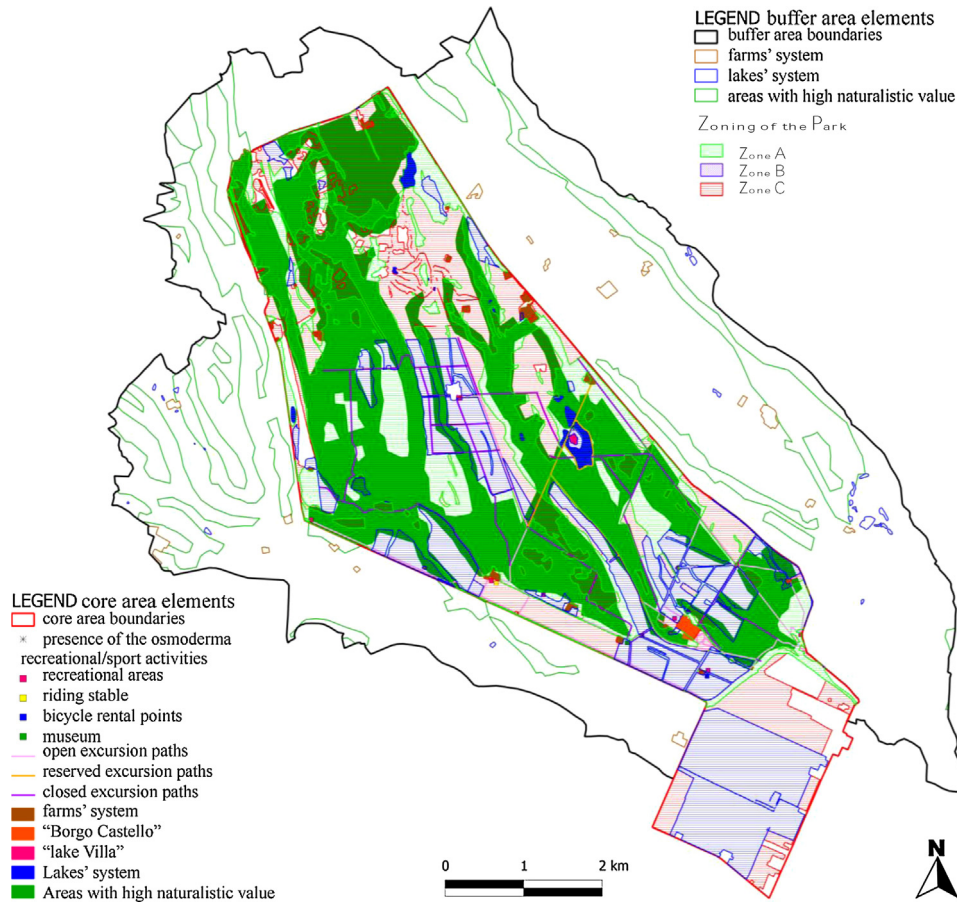 LEGEND buffer area elements
buffer area boundaries
farms' system
lakes' system
areas with high naturalistic value
Zoning of the Park
Zone A
Zone B
Zone C
LEGEND core area elements
core area boundaries
presence of the osmoderma
recreational/sport activities
recreational areas
riding stable
bicycle rental points
museum
open excursion paths
reserved excursion paths
closed excursion paths
farms' system
“Borgo Castello”
“lake Villa”
Lakes' system
Areas with high naturalistic value
0 1 2 km
N